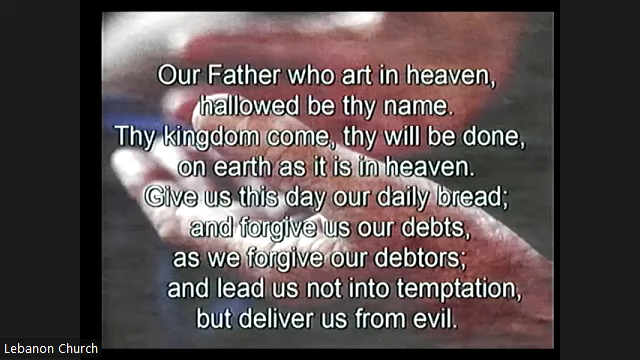 Our Father who art in heaven,
hallowed be thy name.
Thy kingdom come, thy will be done,
on earth as it is in heaven.
Give us this day our daily bread;
and forgive us our debts,
as we forgive our debtors;
and lead us not into temptation,
but deliver us from evil.
Lebanon Church